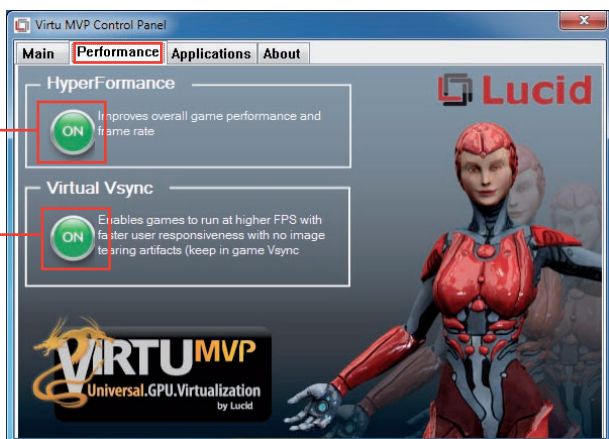 Virtu MVP Control Panel
Main Performance Applications About
HyperFormance
ON
Improves overall game performance and
frame rate
Lucid
Virtual Vsync
ON
Enables games to run at higher FPS with
faster user responsiveness with no image
tearing artifacts (keep in game Vsync
VIRTU MVP
Universal.GPU.Virtualization
by Lucid